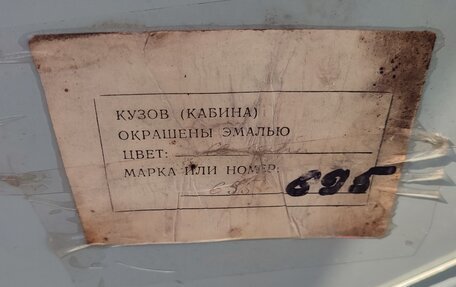 КУЗОВ (КАБИНА)
ОКРАШЕНЫ ЭМАЛЬЮ
ЦВЕТ:
МАРКА ИЛИ НОМЕР:
695